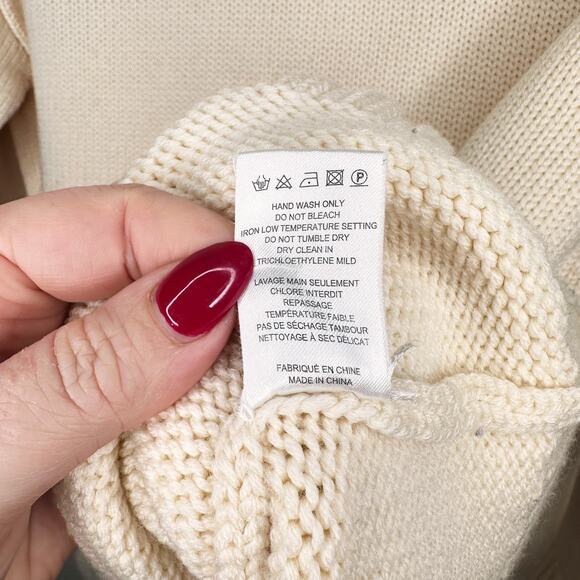 P
HAND WASH ONLY
DO NOT BLEACH
IRON LOW TEMPERATURE SETTING
DO NOT TUMBLE DRY
DRY CLEAN IN
TRICHLOETHYLENE MILD
LAVAGE MAIN SEULEMENT
CHLORE INTERDIT
REPASSAGE
TEMPÉRATURE FAIBLE
PAS DE SÉCHAGE TAMBOUR
NETTOYAGE À SEC DÉLICAT
FABRIQUÉ EN CHINE
MADE IN CHINA